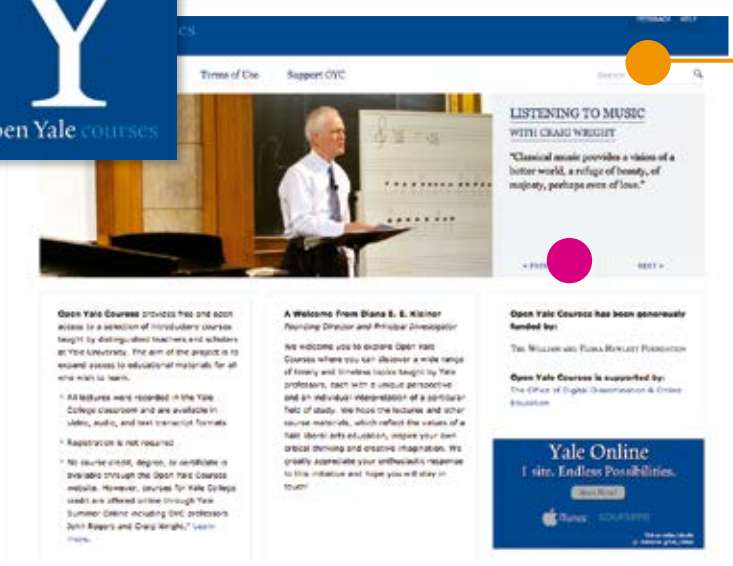 Y
en Yale courses
cs
FEEDBACK HELP
Terms of Use Support OYC
Search
LISTENING TO MUSIC
WITH CRAIG WRIGHT
"Classical music provides a vision of a
better world, a refuge of beauty, of
majesty, perhaps even of love."
NEXT »
Open Yale Courses provides free and open
access to a selection of introductory courses
taught by distinguished teachers and scholars
at Yale University. The aim of the project is to
expand access to educational materials for all
who wish to learn.
* All lectures were recorded in the Yale
College classroom and are available in
video, audio, and text transcript formats
* Registration is not required
* No course credit, degree, or certificate is
available through the Open Yale Courses
website. However, courses for Yale College
credit are offered online through Yale
Summer Online including OYC professors
John Rogers and Craig Wright." Learn
more.
A Welcome From Diana E. E. Kleiner
Founding Director and Principal Investigator
We welcome you to explore Open Yale
Courses where you can discover a wide range
of timely and timeless topics taught by Yale
professors, each with a unique perspective
and an individual interpretation of a particular
field of study. We hope the lectures and other
course materials, which reflect the values of a
Yale liberal arts education, inspire your own
critical thinking and creative imagination. We
greatly appreciate your enthusiastic response
to this initiative and hope you will stay in
touch!
Open Yale Courses has been generously
funded by:
THE WILLIAM AND FLORA HEWLETT FOUNDATION
Open Yale Courses is supported by:
The Office of Digital Dissemination & Online
Education
Yale Online
1 site. Endless Possibilities.
iTunes coursera